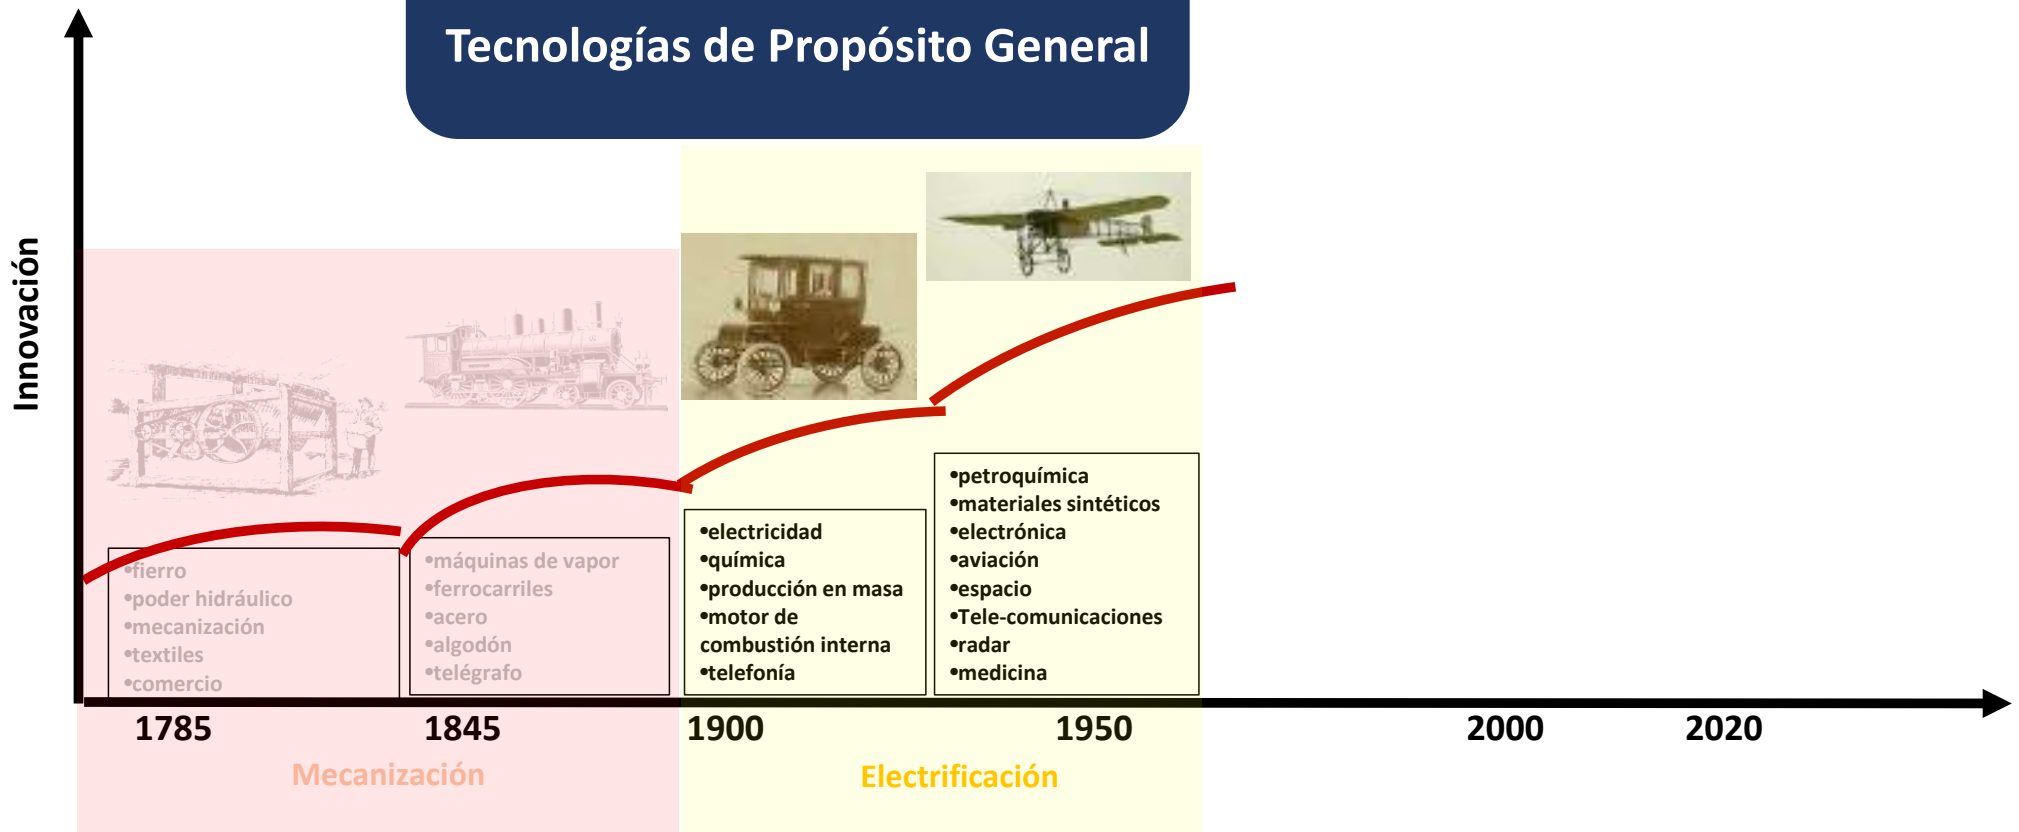 Tecnologías de Propósito General
Innovación
•fierro
•poder hidráulico
•mecanización
•textiles
•comercio
•máquinas de vapor
•ferrocarriles
•acero
•algodón
•telégrafo
•electricidad
•química
•producción en masa
•motor de
combustión interna
•telefonía
•petroquímica
•materiales sintéticos
•electrónica
•aviación
•espacio
•Tele-comunicaciones
•radar
•medicina
1785 1845 1900 1950 2000 2020
Mecanización Electrificación